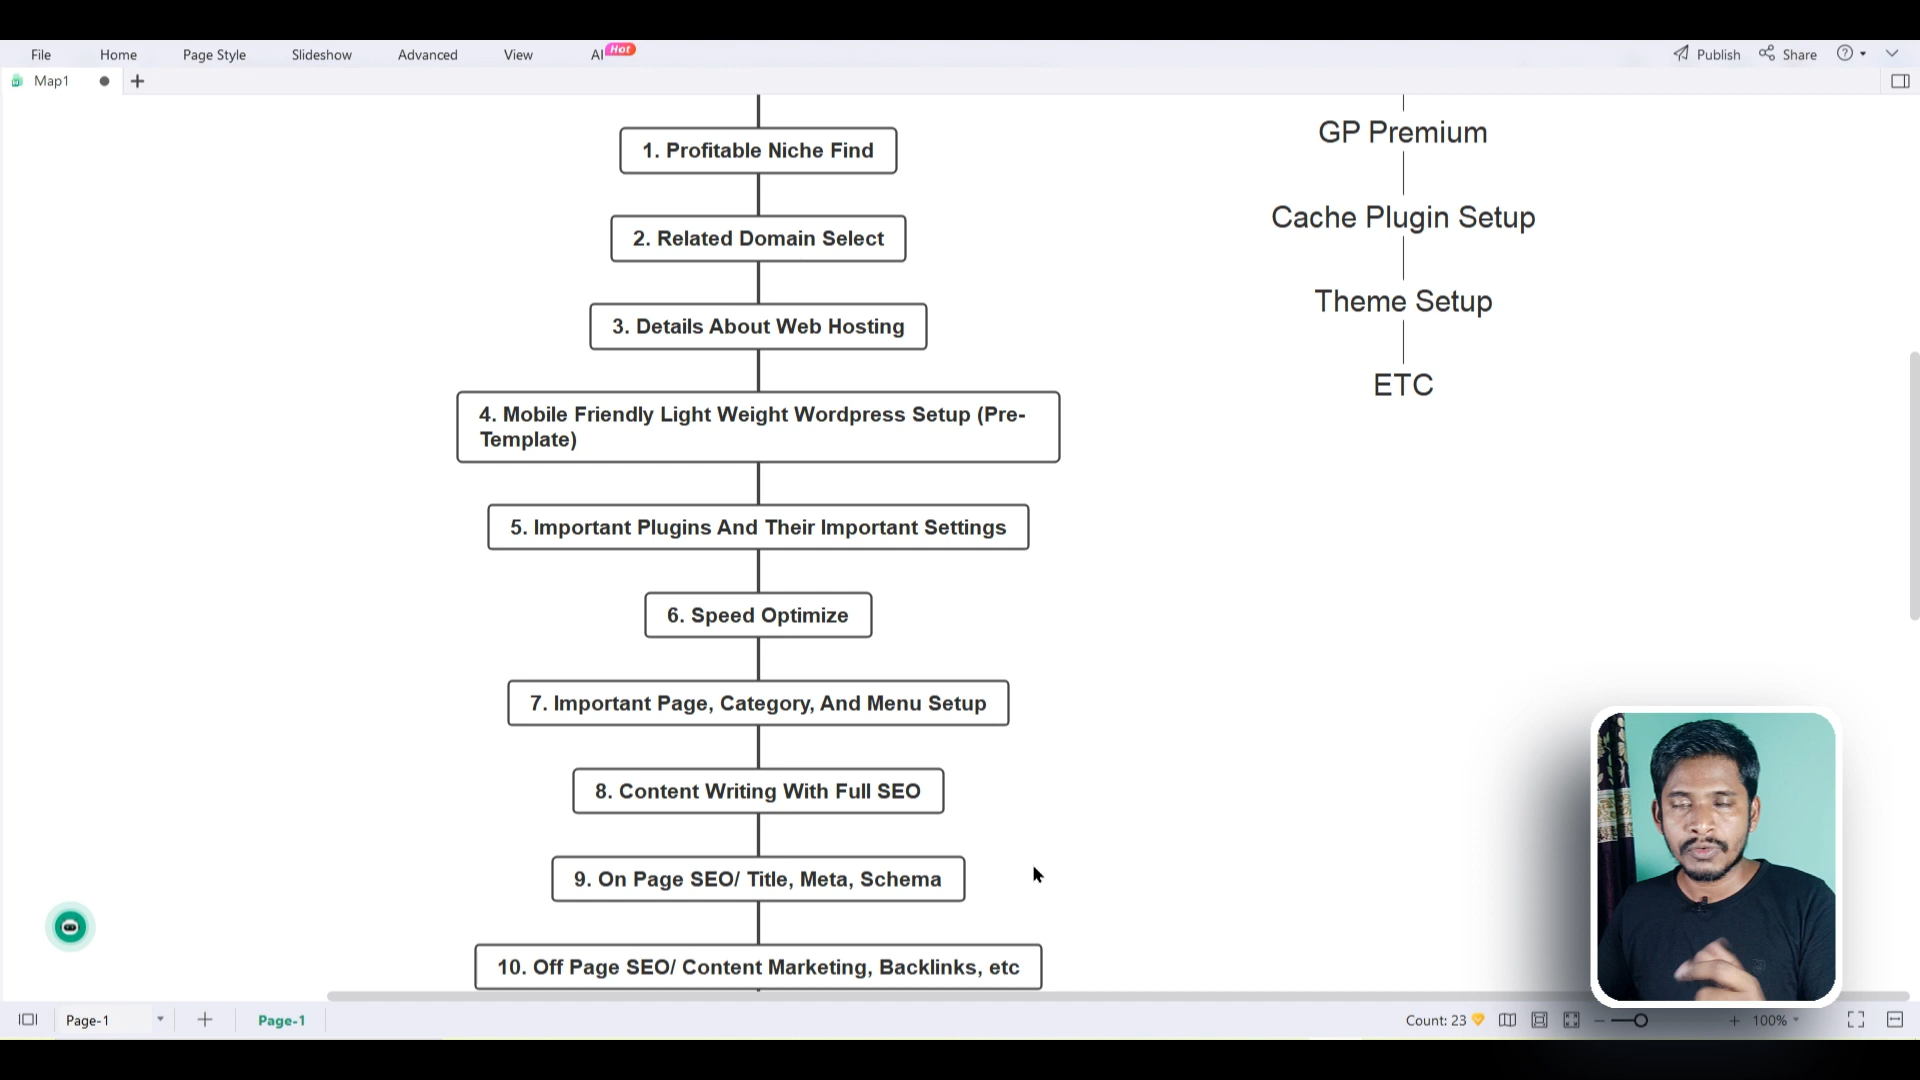 File Home Page Style Slideshow Advanced View AI Hot Publish Share
Map1
1. Profitable Niche Find
2. Related Domain Select
3. Details About Web Hosting
4. Mobile Friendly Light Weight Wordpress Setup (Pre-
Template)
5. Important Plugins And Their Important Settings
6. Speed Optimize
7. Important Page, Category, And Menu Setup
8. Content Writing With Full SEO
9. On Page SEO/ Title, Meta, Schema
10. Off Page SEO/ Content Marketing, Backlinks, etc
GP Premium
Cache Plugin Setup
Theme Setup
ETC
Page-1 Page-1 Count: 23 100%